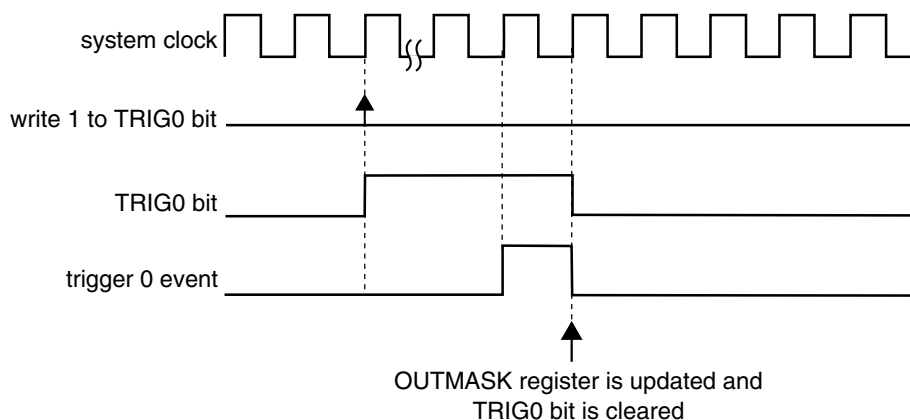 system clock
write 1 to TRIG0 bit
TRIG0 bit
trigger 0 event
OUTMASK register is updated and
TRIG0 bit is cleared